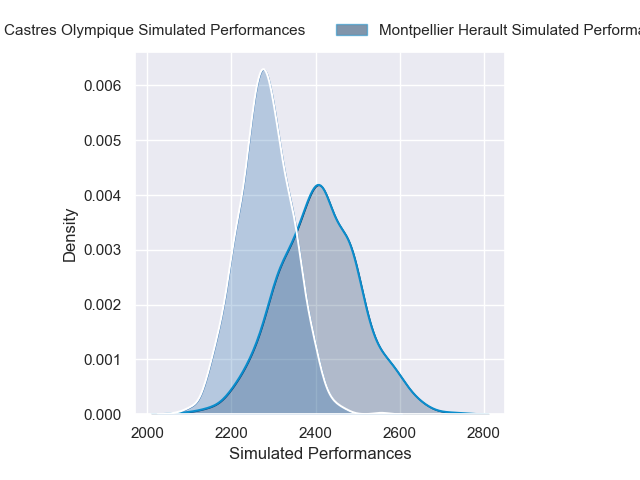 Castres Olympique Simulated Performances
Montpellier Herault Simulated
0.006
0.005
0.004
0.003
0.002
0.001
0.000
Density
2000 2200 2400 2600 2800
Simulated Performances